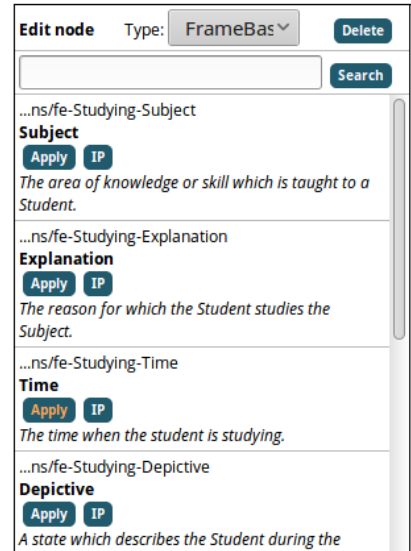 Edit node Type: FrameBas Delete
Search
...ns/fe-Studying-Subject
Subject
Apply IP
The area of knowledge or skill which is taught to a
Student.
...ns/fe-Studying-Explanation
Explanation
Apply IP
The reason for which the Student studies the
Subject.
...ns/fe-Studying-Time
Time
Apply IP
The time when the student is studying.
...ns/fe-Studying-Depictive
Depictive
Apply IP
A state which describes the Student during the